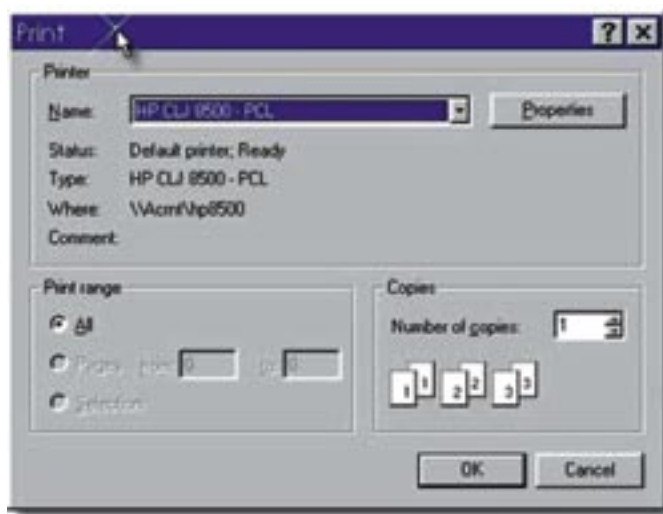 Print
Printer
Name: HP CLJ 8500 - PCL Properties
Status: Default printer; Ready
Type: HP CLJ 8500 - PCL
Where: \\Acmt\hp8500
Comment:
Print range
All
Pages from: 0 to: 0
Selection
Copies
Number of copies: 1
1 1 2 2 3 3
OK Cancel